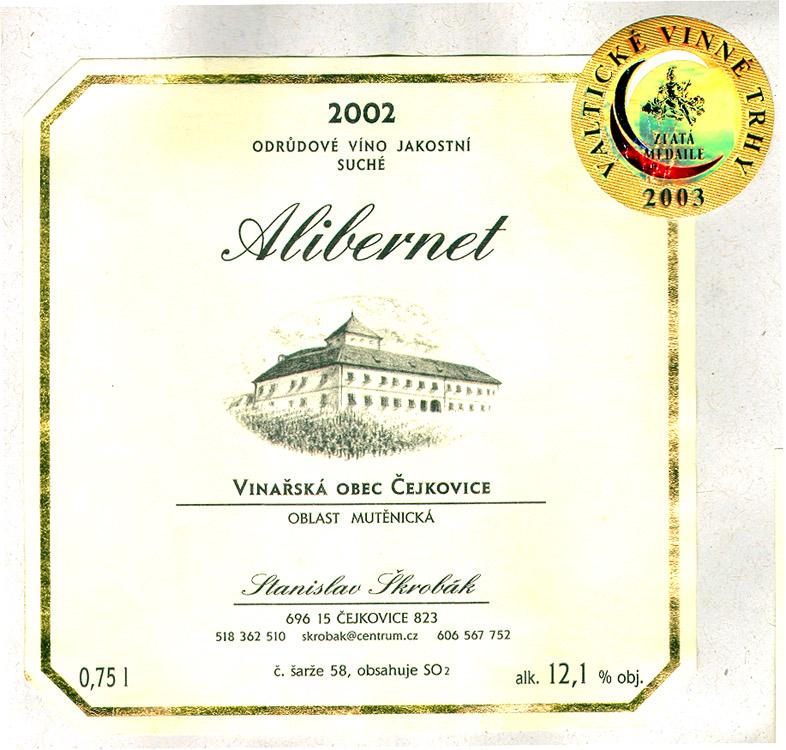 2002
ODRŮDOVÉ VÍNO JAKOSTNÍ
SUCHÉ
Alibernet
VINAŘSKÁ OBEC ČEJKOVICE
OBLAST MUTĚNICKÁ
Stanislav Škrobák
696 15 ČEJKOVICE 823
518 362 510 skrobak@centrum.cz 606 567 752
č. šarže 58, obsahuje SO2
0,75 l
alk. 12,1 % obj.
VALTICKÉ VINNÉ TRHY
ZLATÁ
MEDAILE
2003